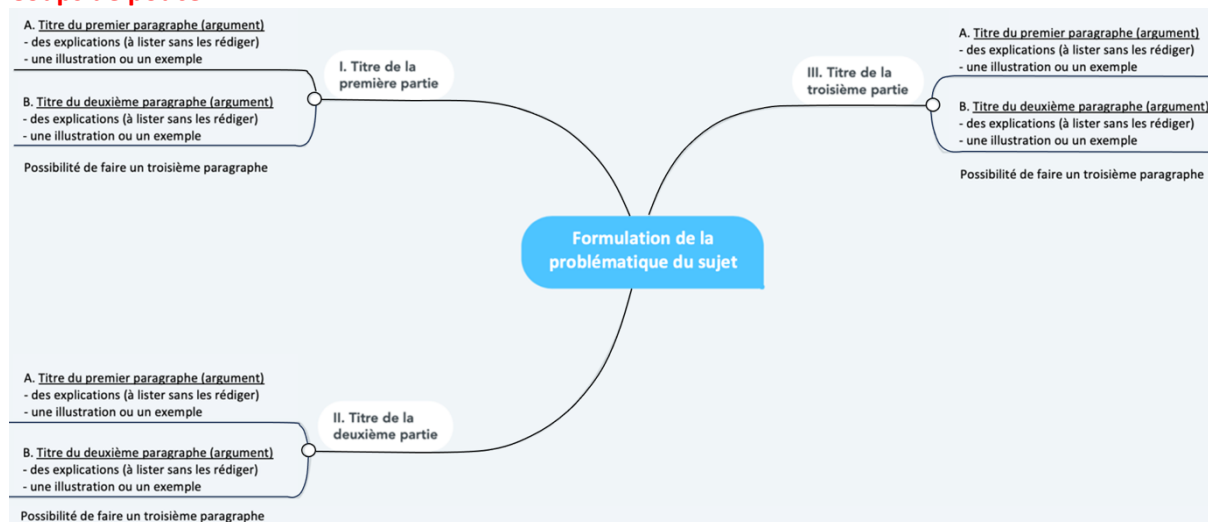 A. Titre du premier paragraphe (argument)
- des explications (à lister sans les rédiger)
- une illustration ou un exemple
I. Titre de la
première partie
B. Titre du deuxième paragraphe (argument)
- des explications (à lister sans les rédiger)
- une illustration ou un exemple
Possibilité de faire un troisième paragraphe
III. Titre de la
troisième partie
A. Titre du premier paragraphe (argument)
- des explications (à lister sans les rédiger)
- une illustration ou un exemple
B. Titre du deuxième paragraphe (argument)
- des explications (à lister sans les rédiger)
- une illustration ou un exemple
Possibilité de faire un troisième paragraphe
Formulation de la
problématique du sujet
A. Titre du premier paragraphe (argument)
- des explications (à lister sans les rédiger)
- une illustration ou un exemple
II. Titre de la
deuxième partie
B. Titre du deuxième paragraphe (argument)
- des explications (à lister sans les rédiger)
- une illustration ou un exemple
Possibilité de faire un troisième paragraphe